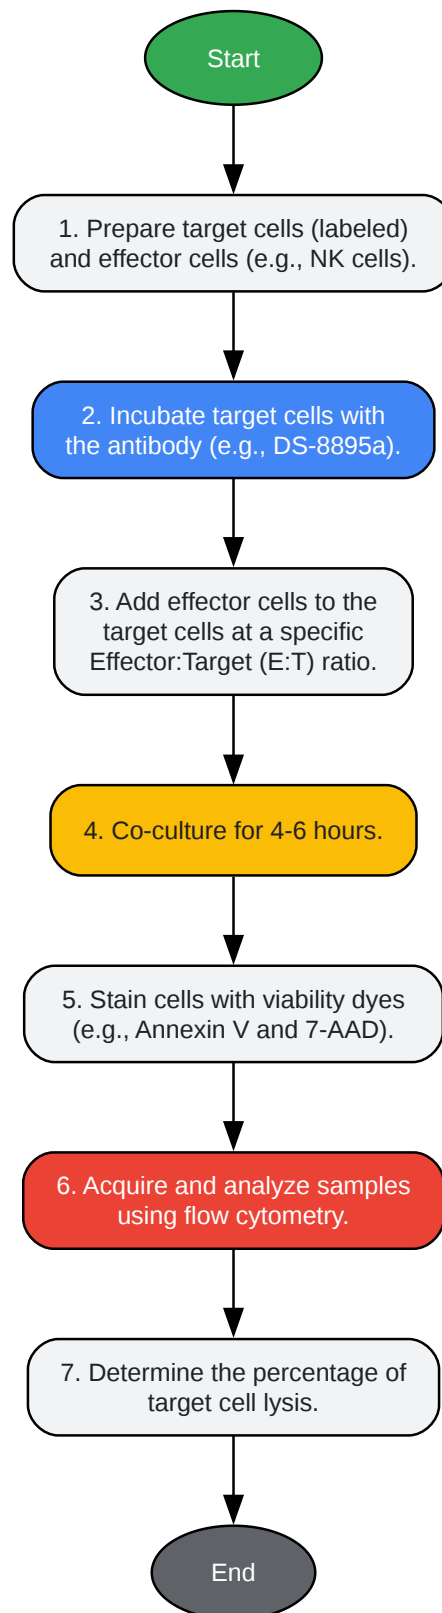 Start
1. Prepare target cells (labeled)
and effector cells (e.g., NK cells).
2. Incubate target cells with
the antibody (e.g., DS-8895a).
3. Add effector cells to the
target cells at a specific
Effector:Target (E:T) ratio.
4. Co-culture for 4-6 hours.
5. Stain cells with viability dyes
(e.g., Annexin V and 7-AAD).
6. Acquire and analyze samples
using flow cytometry.
7. Determine the percentage of
target cell lysis.
End